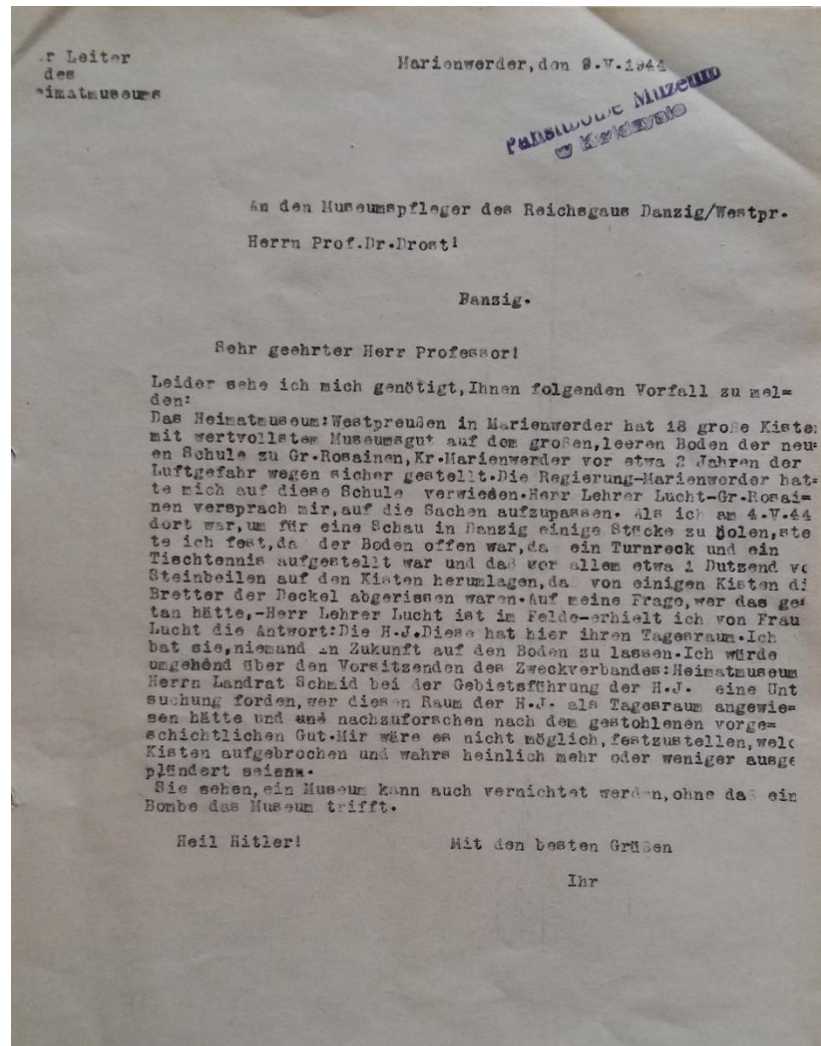 r Leiter
des
eimatmuseums
Marienwerder,den 9.V.1944
Muzeum
w Kwidzynie
An den Museumspfleger des Reichsgaus Danzig/Westpr.
Herrn Prof.Dr.Drost!
Danzig.
Sehr geehrter Herr Professor!
Leider sehe ich mich genötigt,Ihnen folgenden Vorfall zu mel=
den:
Das Heimatmuseum:Westpreußen in Marienwerder hat 18 große Kiste
mit wertvollstem Museumsgut auf dem großen,leeren Boden der neu=
en Schule zu Gr.Rosainen,Kr.Marienwerder vor etwa 2 Jahren der
Luftgefahr wegen sicher gestellt.Die Regierung-Marienwerder hat=
te mich auf diese Schule verwiesen.Herr Lehrer Lucht-Gr.Rosai=
nen versprach mir,auf die Sachen aufzupassen. Als ich am 4.V.44
dort war,um für eine Schau in Danzig einige Stücke zu holen,ste
te ich fest,da der Boden offen war,da ein Turnreck und ein
Tischtennis aufgestellt war und daß vor allem etwa 1 Dutzend vo
Steinbeilen auf den Kisten herumlagen,da von einigen Kisten di
Bretter der Deckel abgerissen waren.Auf meine Frage,wer das ge
tan hätte,-Herr Lehrer Lucht ist im Felde-erhielt ich von Frau
Lucht die Antwort:Die H.J.Diese hat hier ihren Tagesraum.Ich
bat sie,niemand in Zukunft auf den Boden zu lassen.Ich würde
umgehend über den Vorsitzenden des Zweckverbandes:Heimatmuseum
Herrn Landrat Schmid bei der Gebietsführung der H.J. eine Unt
suchung forden,wer diesen Raum der H.J. als Tagesraum angewie=
sen hätte und und nachzuforschen nach dem gestohlenen vorge=
schichtlichen Gut.Mir wäre es nicht möglich,festzustellen,welc
Kisten aufgebrochen und wahrs heinlich mehr oder weniger ausge
plündert seien.
Sie sehen,ein Museum kann auch vernichtet werden,ohne daß ein
Bombe das Museum trifft.
Heil Hitler!
Mit den besten Grüßen
Ihr